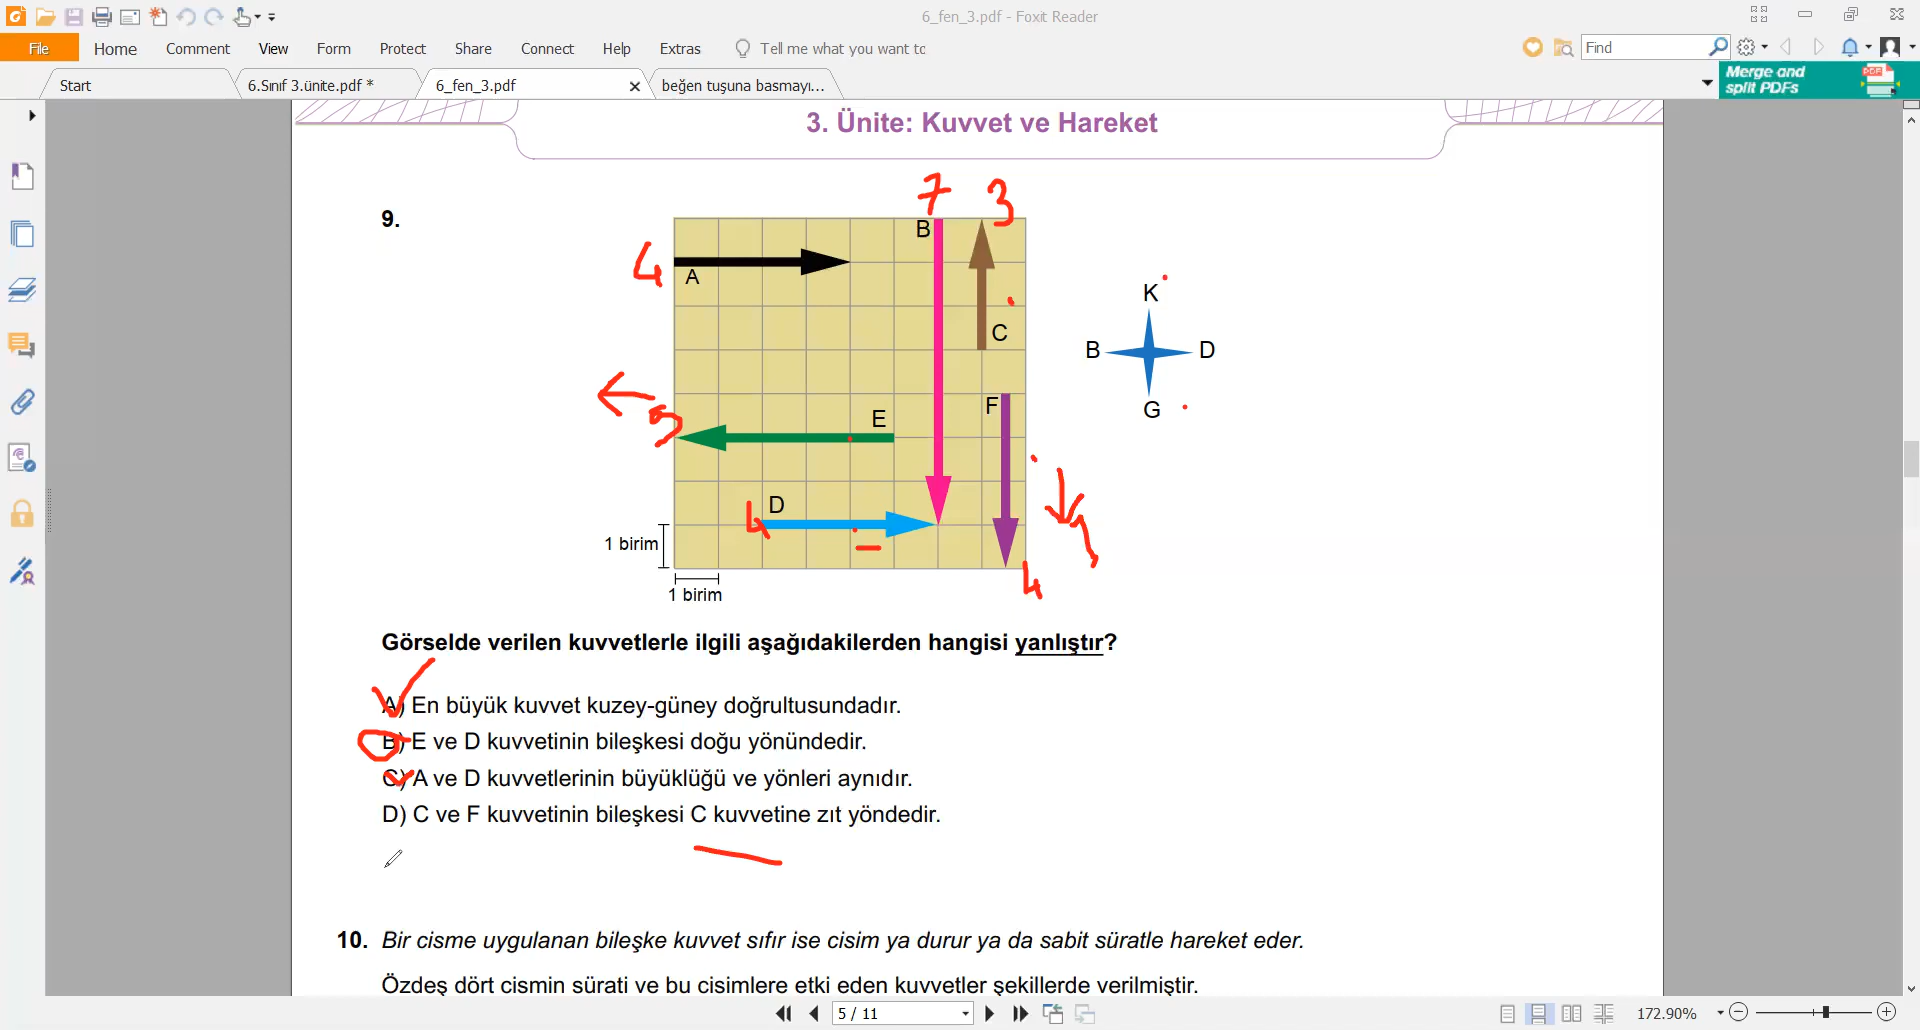 6_fen_3.pdf - Foxit Reader
File Home Comment View Form Protect Share Connect Help Extras Tell me what you want to
Find
Start 6.Sınıf 3.ünite.pdf * 6_fen_3.pdf beğen tuşuna basmayı...
Merge and
split PDFs
PDF
3. Ünite: Kuvvet ve Hareket
7 3
9.
B
4
A
K
C
B D
F
G
5
E
4 D
1 birim
4
1 birim
Görselde verilen kuvvetlerle ilgili aşağıdakilerden hangisi yanlıştır?
A) En büyük kuvvet kuzey-güney doğrultusundadır.
B) E ve D kuvvetinin bileşkesi doğu yönündedir.
C) A ve D kuvvetlerinin büyüklüğü ve yönleri aynıdır.
D) C ve F kuvvetinin bileşkesi C kuvvetine zıt yöndedir.
10. Bir cisme uygulanan bileşke kuvvet sıfır ise cisim ya durur ya da sabit süratle hareket eder.
Özdeş dört cismin sürati ve bu cisimlere etki eden kuvvetler şekillerde verilmiştir.
5 / 11
172.90%